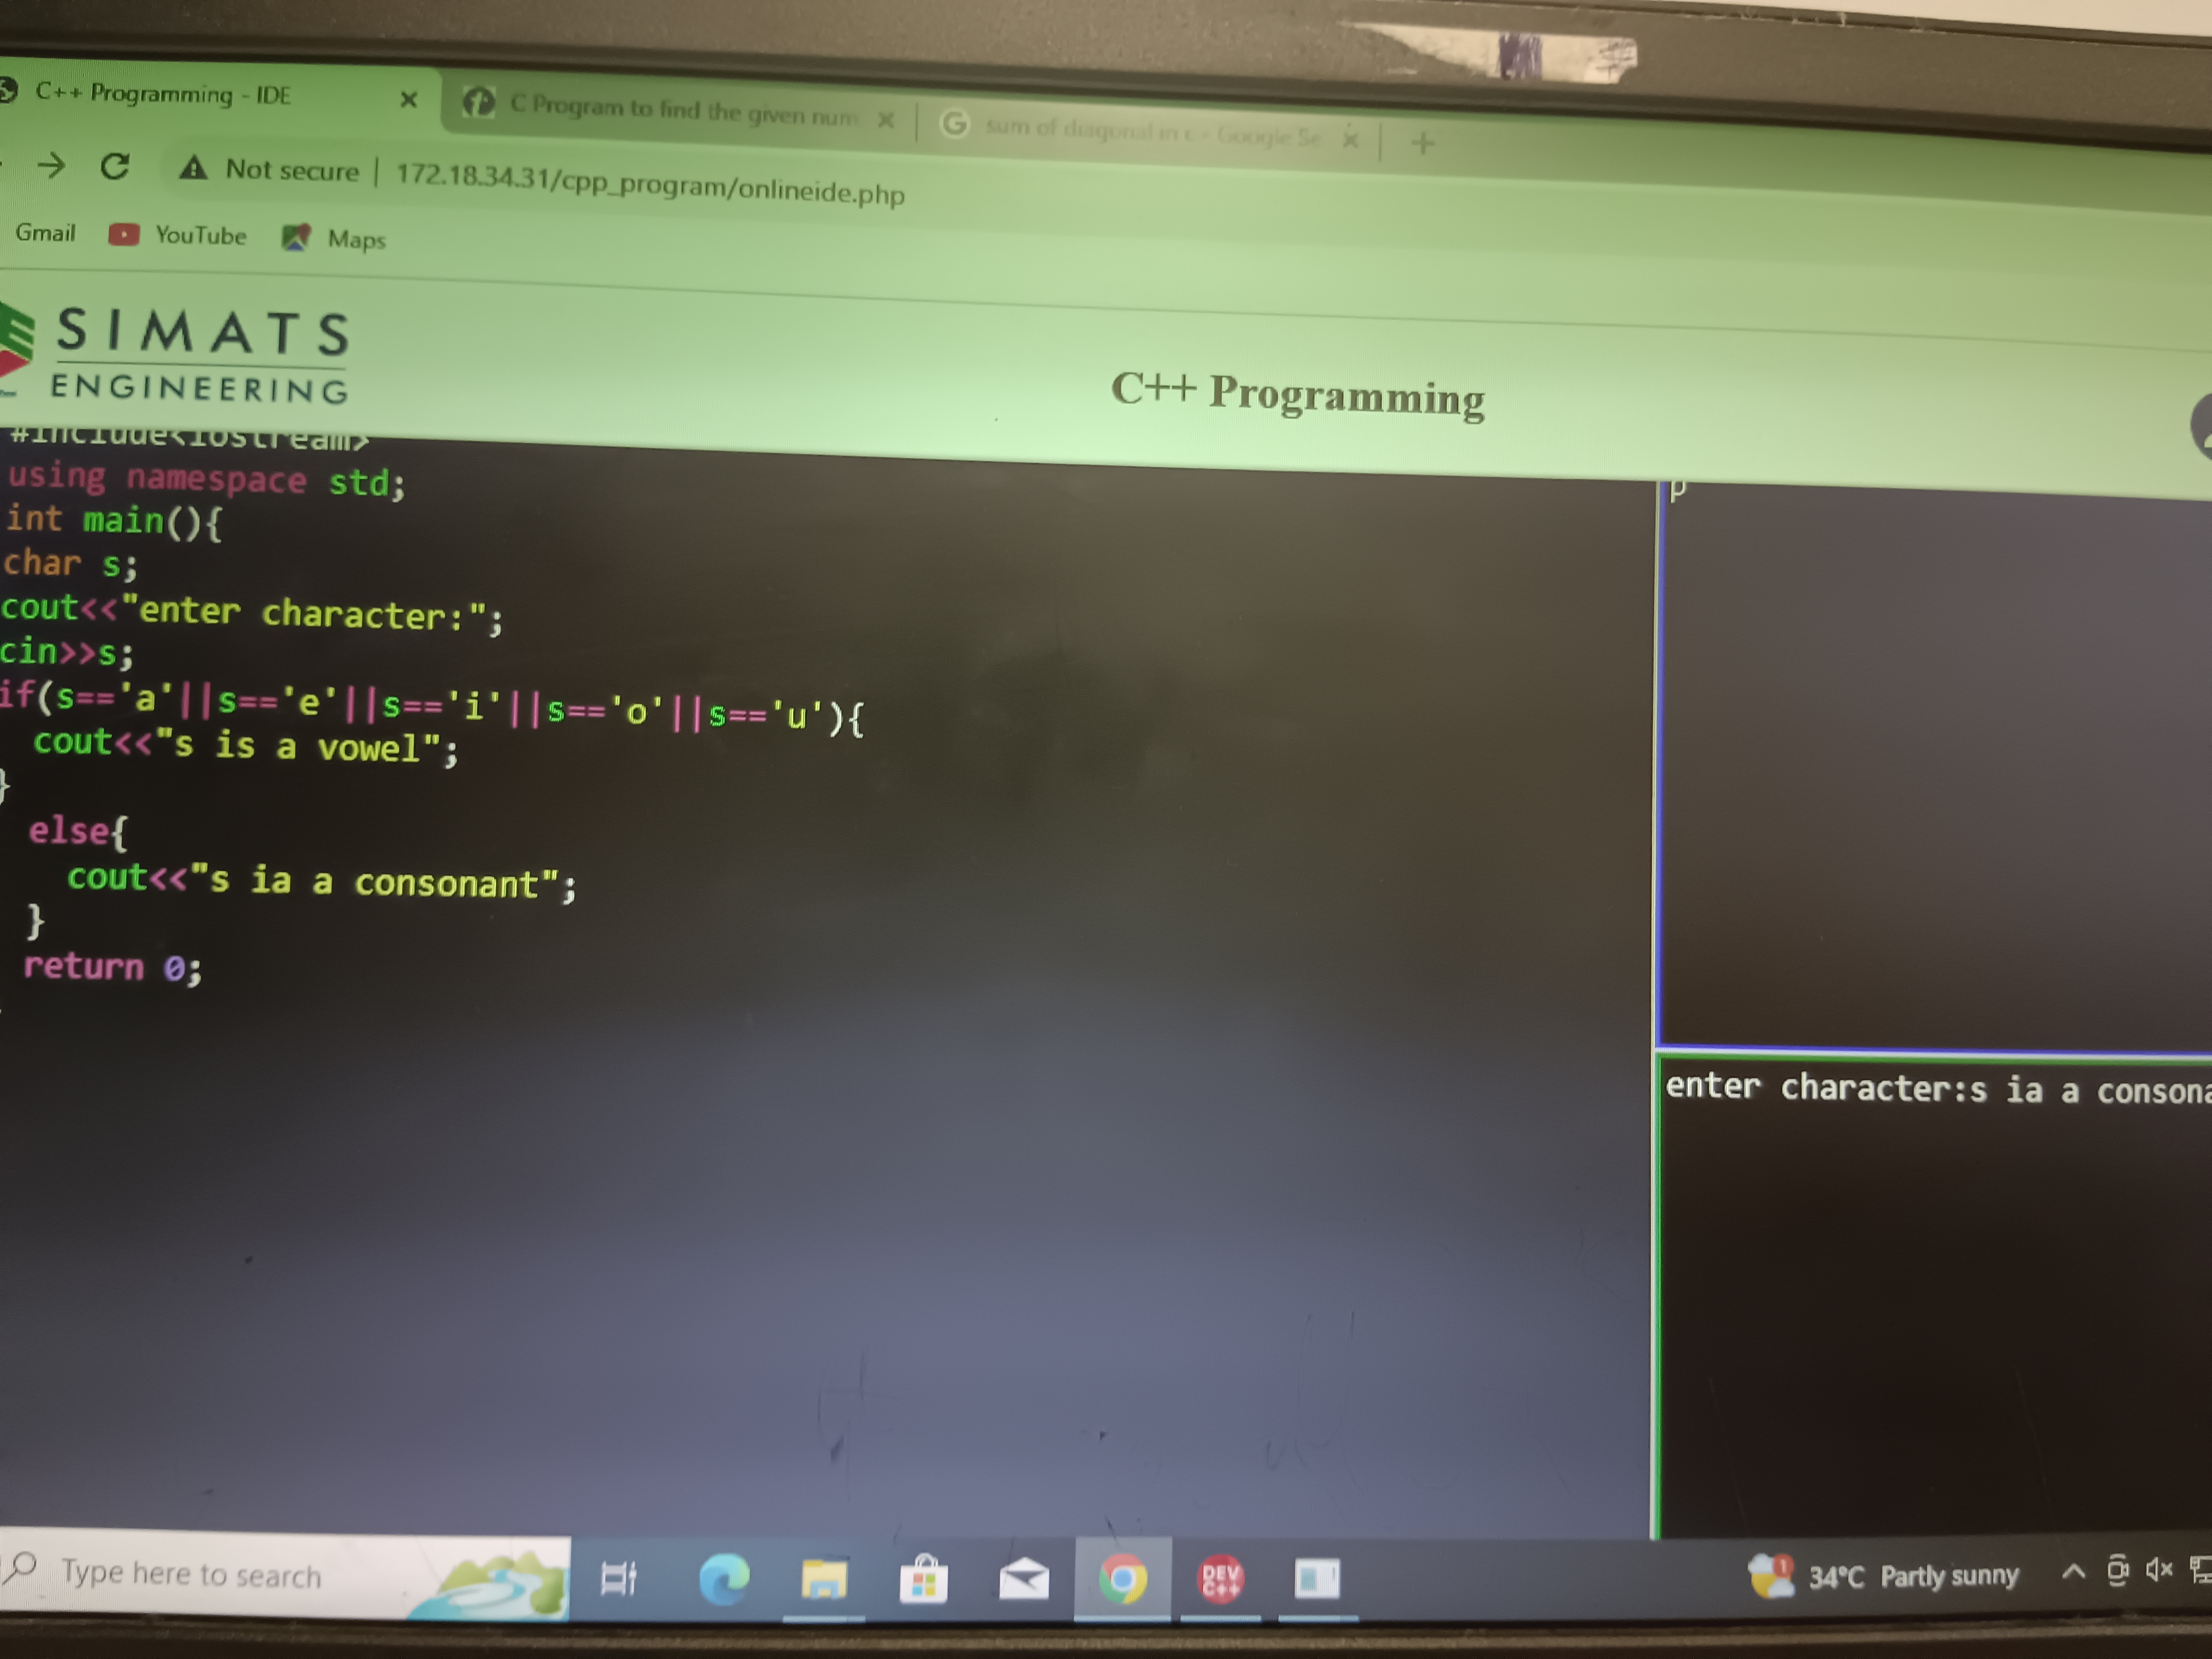 C++ Programming - IDE
C Program to find the given num
sum of diagonal in c - Google Se
Not secure | 172.18.34.31/cpp_program/onlineide.php
Gmail YouTube Maps
SIMATS
ENGINEERING
C++ Programming
#include<iostream>
using namespace std;
int main(){
char s;
cout<<"enter character:";
cin>>s;
if(s=='a'||s=='e'||s=='i'||s=='o'||s=='u'){
cout<<"s is a vowel";
}
else{
cout<<"s ia a consonant";
}
return 0;
p
enter character:s ia a consona
Type here to search
DEV
C++
1
34°C Partly sunny